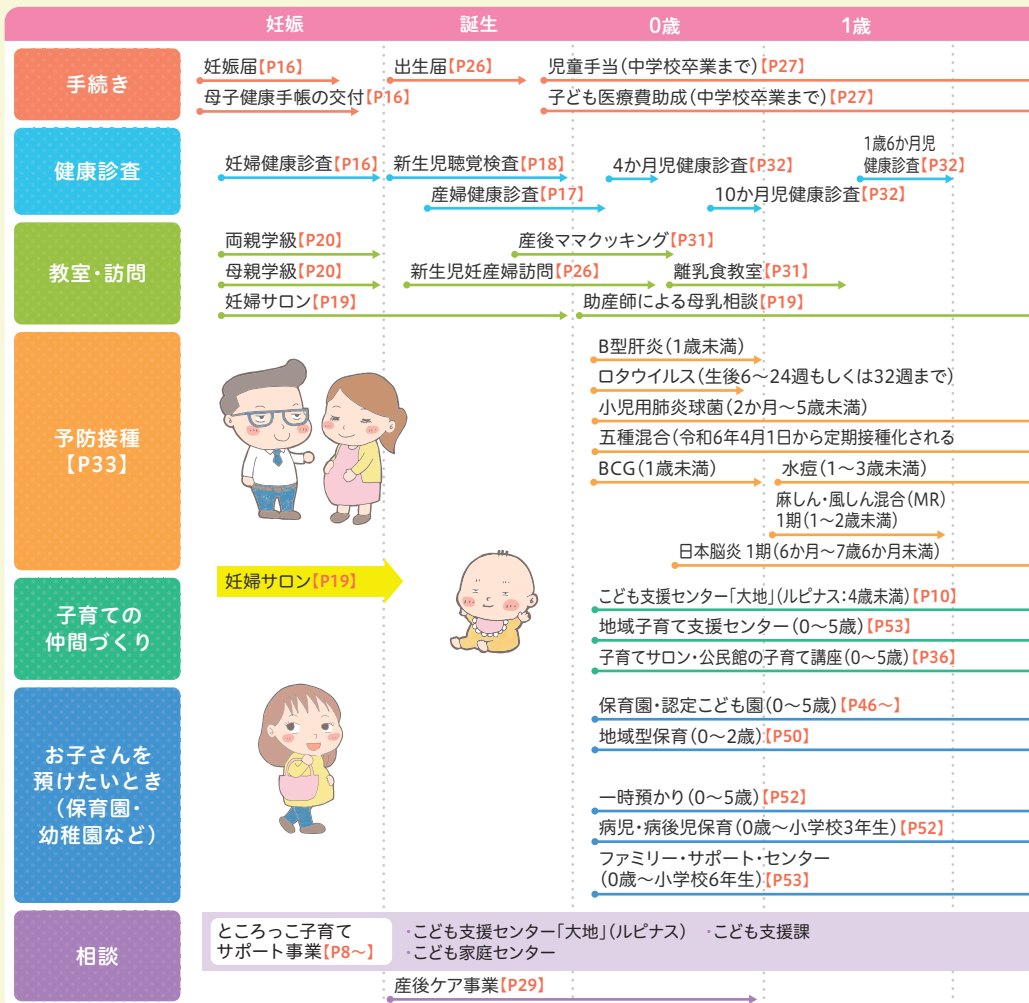 妊娠 誕生 0歳 1歳
手続き
妊娠届【P16】 出生届【P26】 児童手当(中学校卒業まで)【P27】
母子健康手帳の交付【P16】 子ども医療費助成(中学校卒業まで)【P27】
健康診査
妊婦健康診査【P16】 新生児聴覚検査【P18】 4か月児健康診査【P32】
1歳6か月児
健康診査【P32】
産婦健康診査【P17】 10か月児健康診査【P32】
教室・訪問
両親学級【P20】 産後ママクッキング【P31】
母親学級【P20】 新生児妊産婦訪問【P26】 離乳食教室【P31】
妊婦サロン【P19】 助産師による母乳相談【P19】
予防接種
【P33】
B型肝炎(1歳未満)
ロタウイルス(生後6〜24週もしくは32週まで)
小児用肺炎球菌(2か月〜5歳未満)
五種混合(令和6年4月1日から定期接種化される
BCG(1歳未満) 水痘(1〜3歳未満)
麻しん・風しん混合(MR)
1期(1〜2歳未満)
日本脳炎 1期(6か月〜7歳6か月未満)
子育ての
仲間づくり
妊婦サロン【P19】
こども支援センター「大地」(ルピナス:4歳未満)【P10】
地域子育て支援センター(0〜5歳)【P53】
子育てサロン・公民館の子育て講座(0〜5歳)【P36】
お子さんを
預けたいとき
(保育園・
幼稚園など)
保育園・認定こども園(0〜5歳)【P46〜】
地域型保育(0〜2歳)【P50】
一時預かり(0〜5歳)【P52】
病児・病後児保育(0歳〜小学校3年生)【P52】
ファミリー・サポート・センター
(0歳〜小学校6年生)【P53】
相談
ところっこ子育て
サポート事業【P8〜】
・こども支援センター「大地」(ルピナス) ・こども支援課
・こども家庭センター
産後ケア事業【P29】